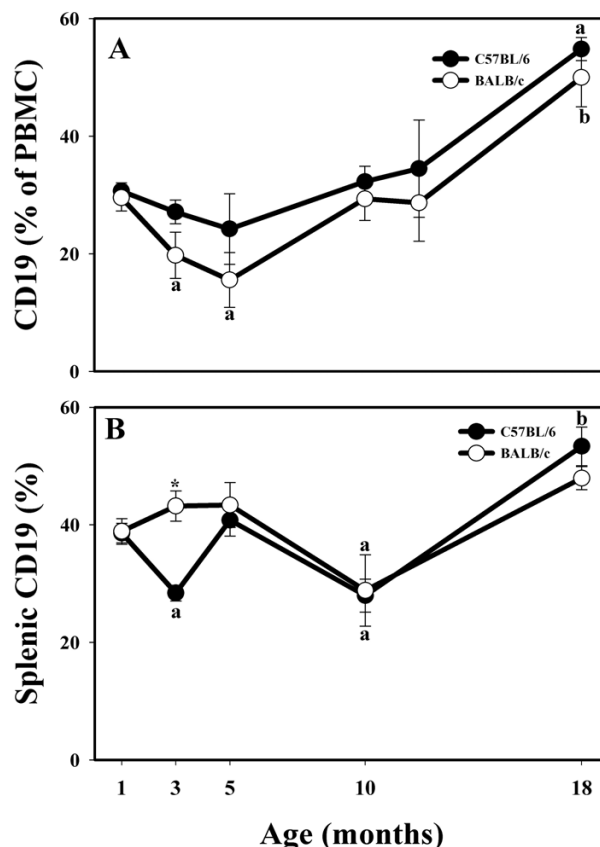 60
A
a
C57BL/6
BALB/c
40
b
CD19 (% of PBMC)
20
a
a
0
60
B
b
C57BL/6
BALB/c
*
40
a
Splenic CD19 (%)
a
a
20
0
1 3 5 10 18
Age (months)